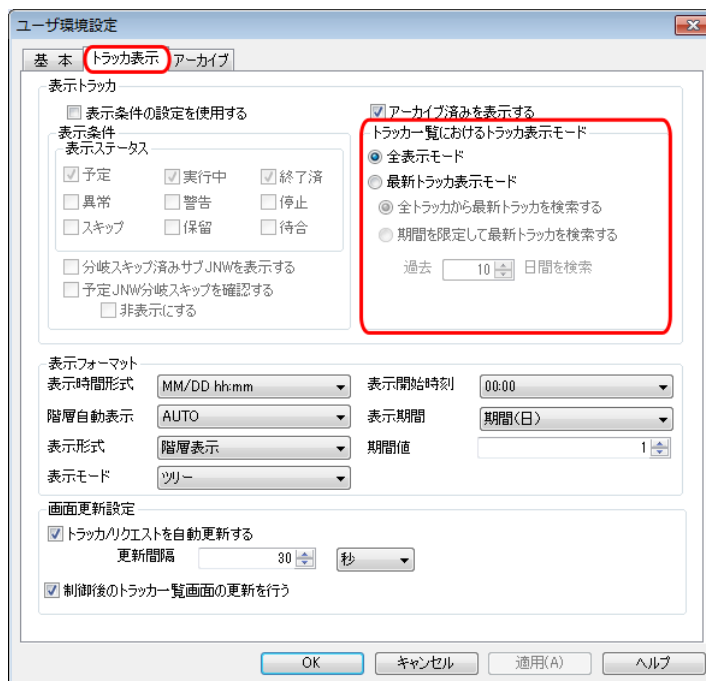 ユーザ環境設定
基 本 トラッカ表示 アーカイブ
表示トラッカ
表示条件の設定を使用する
アーカイブ済みを表示する
表示条件
表示ステータス
予定 実行中 終了済
異常 警告 停止
スキップ 保留 待合
分岐スキップ済みサブJNWを表示する
予定JNW分岐スキップを確認する
非表示にする
トラッカ一覧におけるトラッカ表示モード
全表示モード
最新トラッカ表示モード
全トラッカから最新トラッカを検索する
期間を限定して最新トラッカを検索する
過去 10 日間を検索
表示フォーマット
表示時間形式 MM/DD hh:mm 表示開始時刻 00:00
階層自動表示 AUTO 表示期間 期間(日)
表示形式 階層表示 期間値 1
表示モード ツリー
画面更新設定
トラッカ/リクエストを自動更新する
更新間隔 30 秒
制御後のトラッカ一覧画面の更新を行う
OK キャンセル 適用(A) ヘルプ